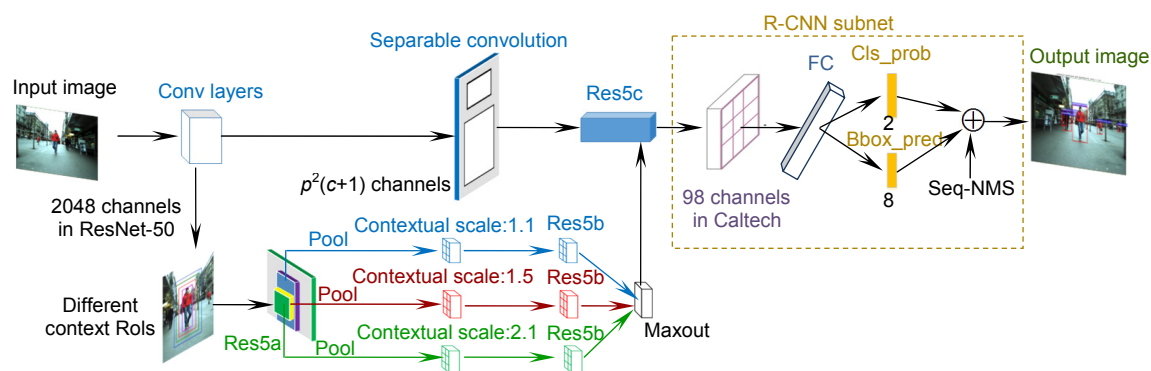 R-CNN subnet
Separable convolution
Cls_prob
Output image
Input image
Conv layers
FC
Res5c
2
Bbox_pred
p²(c+1) channels
Seq-NMS
8
98 channels
in Caltech
2048 channels
in ResNet-50
Contextual scale:1.1
Res5b
Pool
Contextual scale:1.5
Res5b
Pool
Different
context RoIs
Maxout
Contextual scale:2.1
Res5b
Res5a
Pool